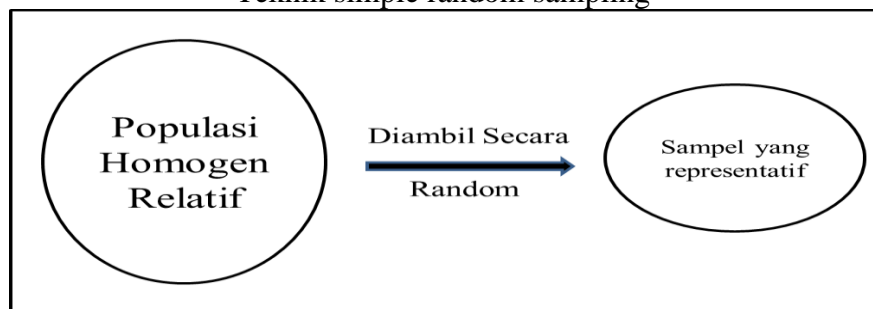 Teknik simple random sampling
Populasi
Homogen
Relatif
Diambil Secara
Random
Sampel yang
representatif